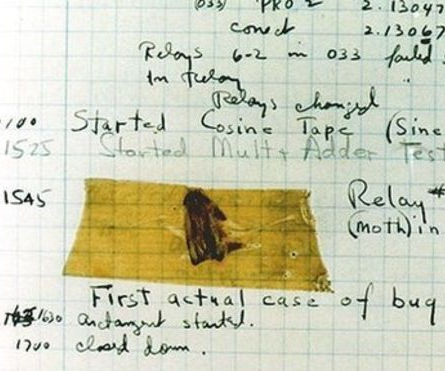 (033) PRO 2 2.13047
conect 2.13067
Relays 6-2 in 033 failed
In Relay
Relays changed
1100 Started Cosine Tape (Sine
1525 Started Mult+ Adder Test
1545 Relay #
(moth) in
First actual case of bug
1630 arctangent started.
1700 closed down.